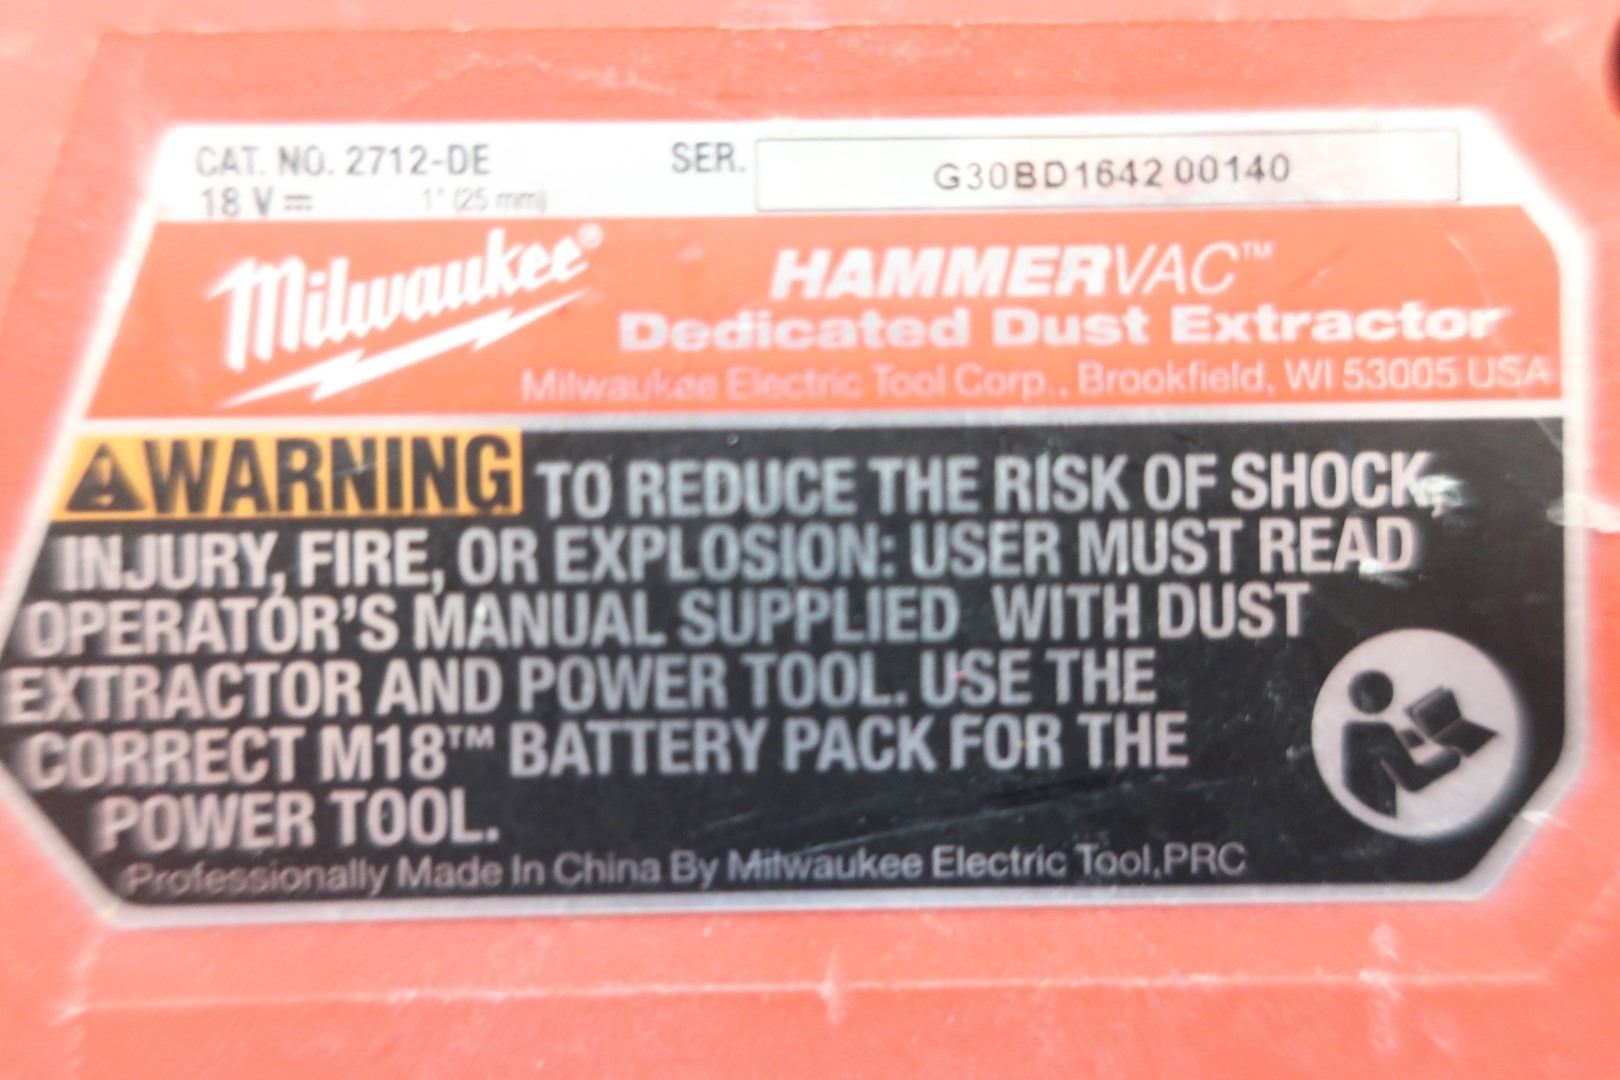 CAT. NO. 2712-DE SER. G30BD1642 00140
18 V⎓ 1" (25 mm)
Milwaukee®
HAMMERVAC™
Dedicated Dust Extractor
Milwaukee Electric Tool Corp., Brookfield, WI 53005 USA
WARNING TO REDUCE THE RISK OF SHOCK,
INJURY, FIRE, OR EXPLOSION: USER MUST READ
OPERATOR'S MANUAL SUPPLIED WITH DUST
EXTRACTOR AND POWER TOOL. USE THE
CORRECT M18™ BATTERY PACK FOR THE
POWER TOOL.
Professionally Made In China By Milwaukee Electric Tool,PRC